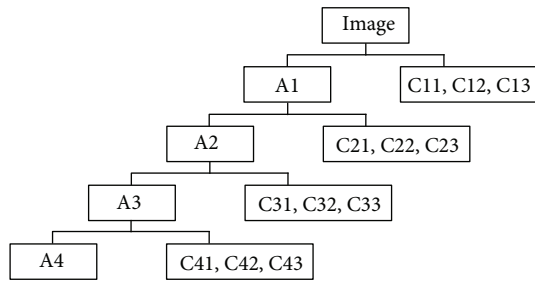 Image
A1
C11, C12, C13
A2
C21, C22, C23
A3
C31, C32, C33
A4
C41, C42, C43